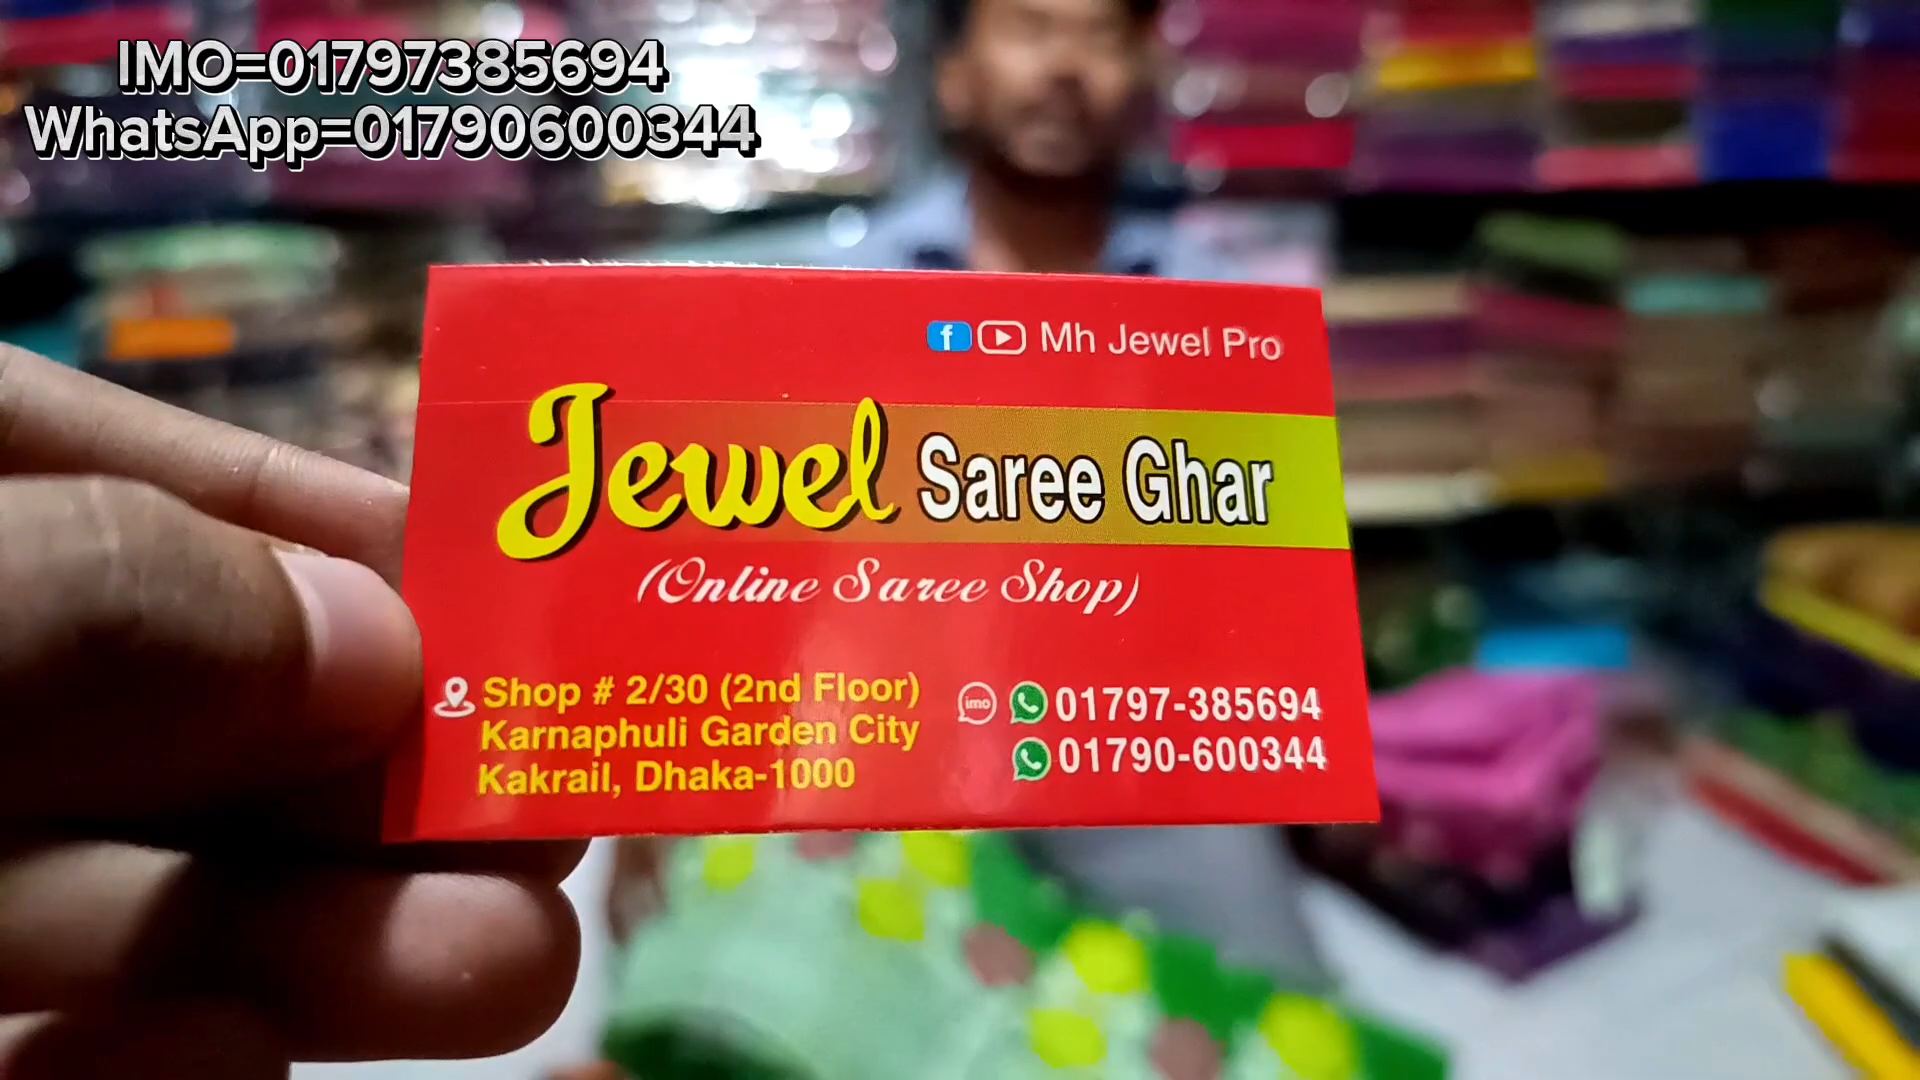 IMO=01797385694
WhatsApp=01790600344
Mh Jewel Pro
Jewel Saree Ghar
(Online Saree Shop)
Shop # 2/30 (2nd Floor)
Karnaphuli Garden City
Kakrail, Dhaka-1000
imo 01797-385694
01790-600344